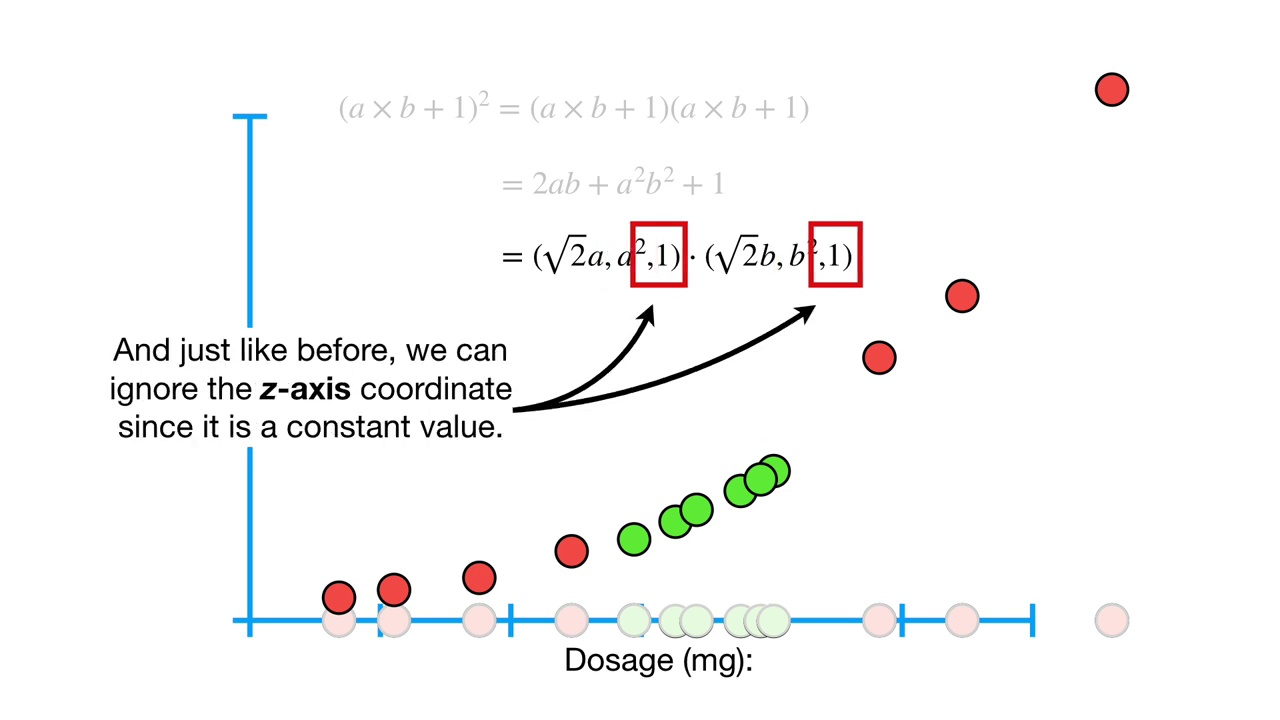 (a × b + 1)² = (a × b + 1)(a × b + 1)
= 2ab + a²b² + 1
= (√2a, a²,1) · (√2b, b²,1)
And just like before, we can
ignore the z-axis coordinate
since it is a constant value.
Dosage (mg):